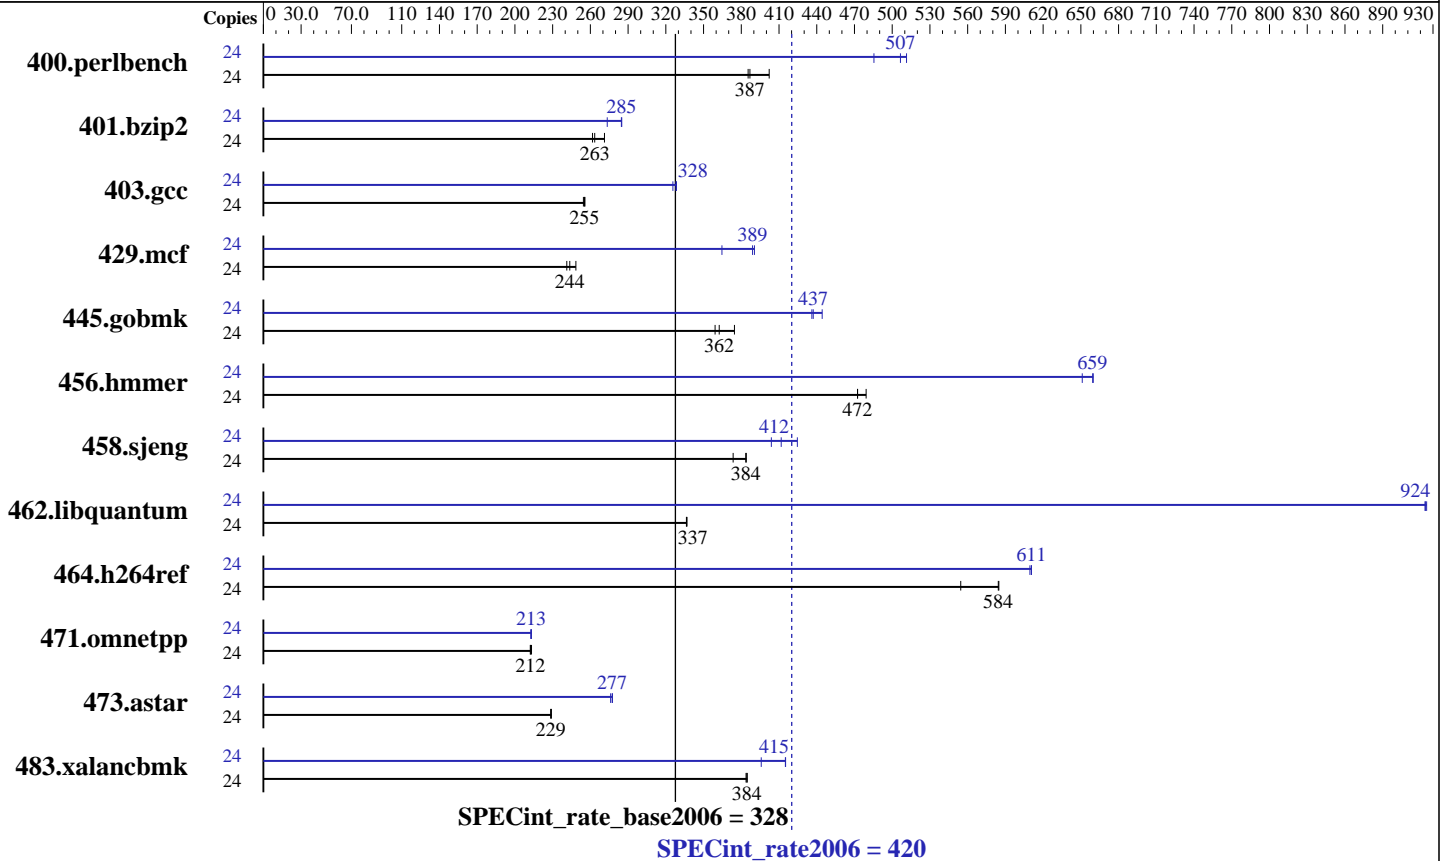 Copies 0 30.0 70.0 110 140 170 200 230 260 290 320 350 380 410 440 470 500 530 560 590 620 650 680 710 740 770 800 830 860 890 930
400.perlbench 24 507
24 387
401.bzip2 24 285
24 263
403.gcc 24 328
24 255
429.mcf 24 389
24 244
445.gobmk 24 437
24 362
456.hmmer 24 659
24 472
458.sjeng 24 412
24 384
462.libquantum 24 924
24 337
464.h264ref 24 611
24 584
471.omnetpp 24 213
24 212
473.astar 24 277
24 229
483.xalancbmk 24 415
24 384
SPECint_rate_base2006 = 328
SPECint_rate2006 = 420